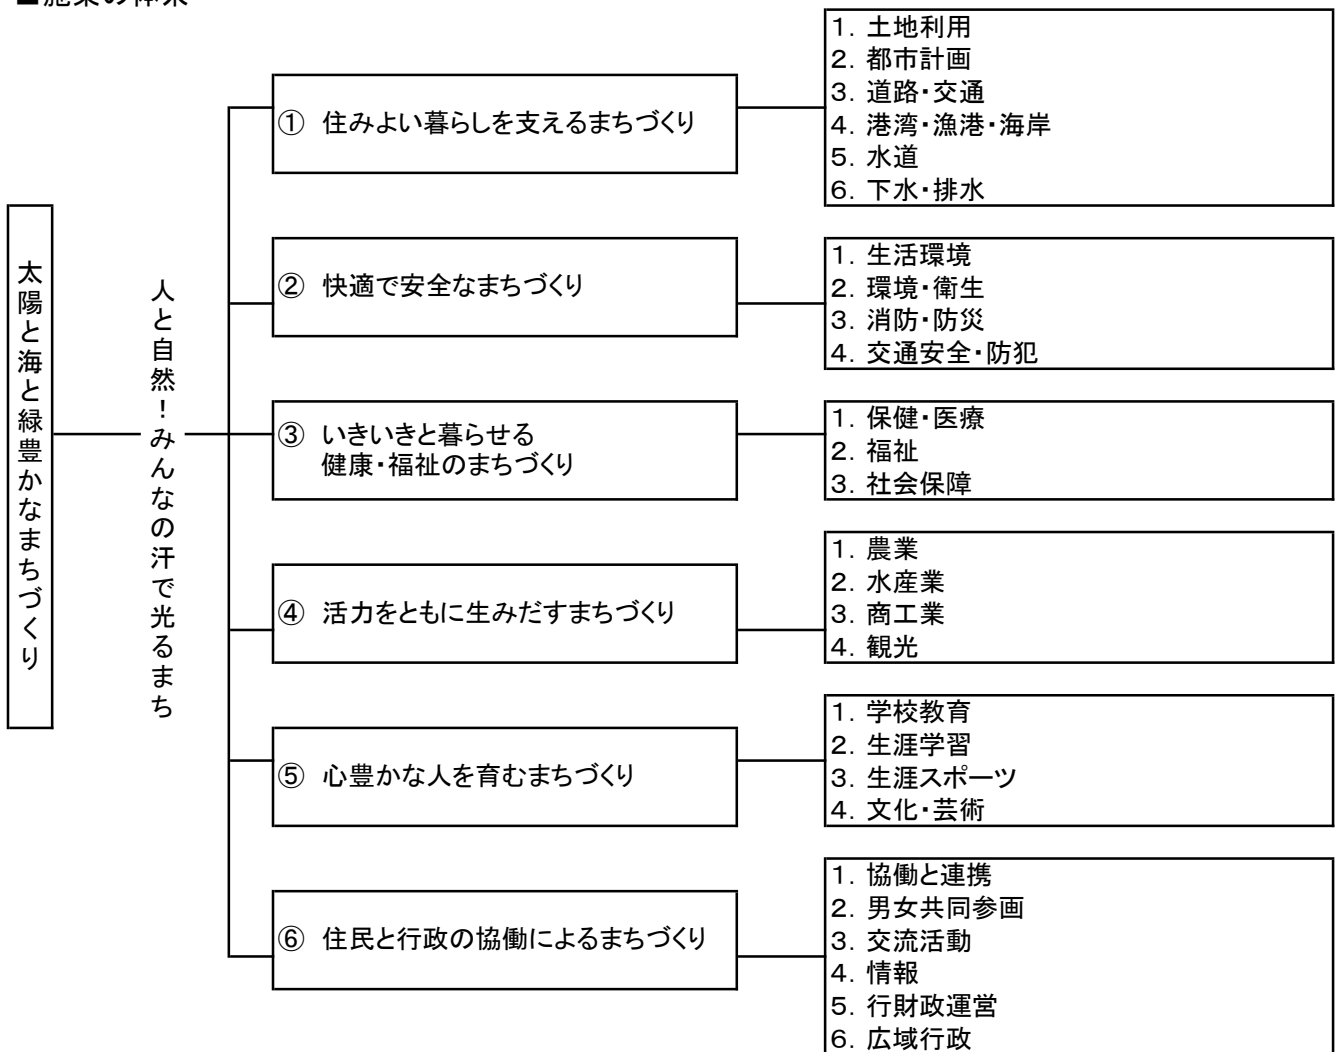 ■施策の体系
太陽と海と緑豊かなまちづくり
人と自然！みんなの汗で光るまち
① 住みよい暮らしを支えるまちづくり
1. 土地利用
2. 都市計画
3. 道路・交通
4. 港湾・漁港・海岸
5. 水道
6. 下水・排水
② 快適で安全なまちづくり
1. 生活環境
2. 環境・衛生
3. 消防・防災
4. 交通安全・防犯
③ いきいきと暮らせる
健康・福祉のまちづくり
1. 保健・医療
2. 福祉
3. 社会保障
④ 活力をともに生みだすまちづくり
1. 農業
2. 水産業
3. 商工業
4. 観光
⑤ 心豊かな人を育むまちづくり
1. 学校教育
2. 生涯学習
3. 生涯スポーツ
4. 文化・芸術
⑥ 住民と行政の協働によるまちづくり
1. 協働と連携
2. 男女共同参画
3. 交流活動
4. 情報
5. 行財政運営
6. 広域行政